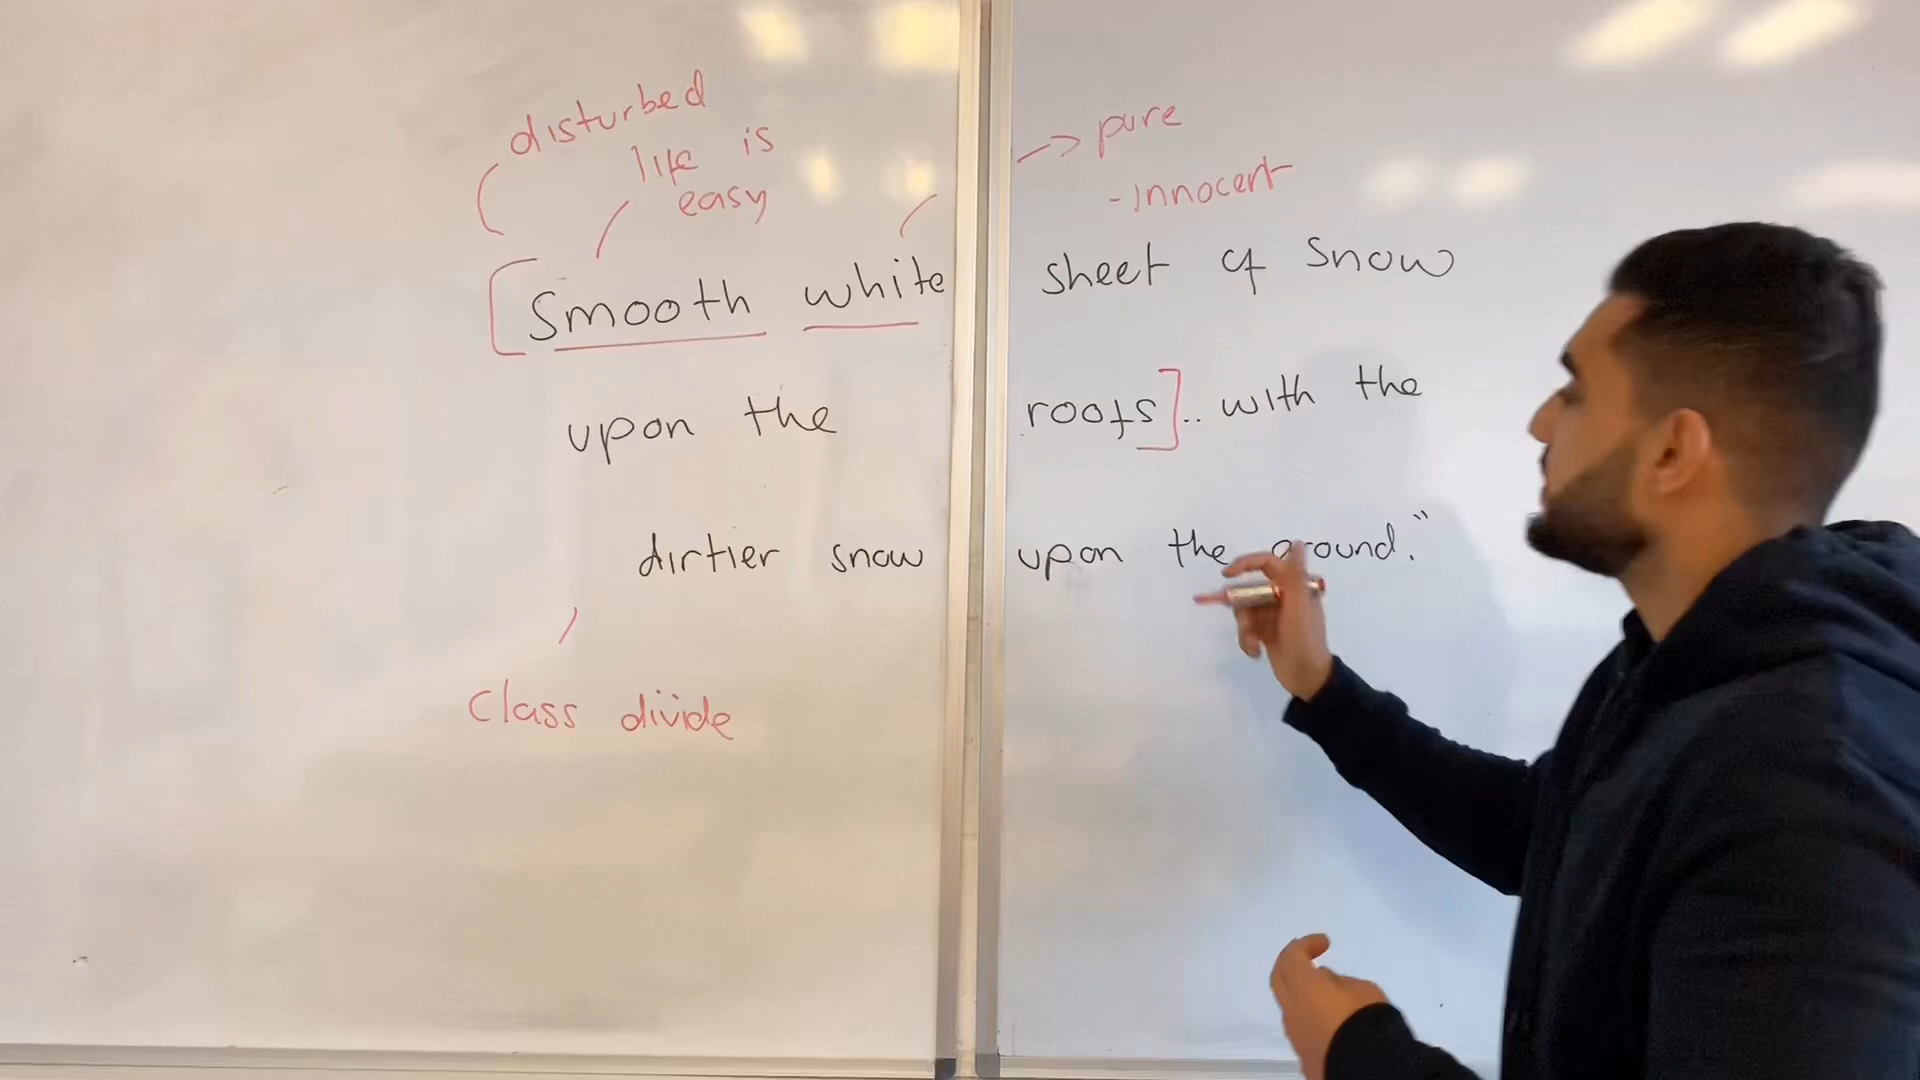 disturbed
life is
easy
→ pure
- Innocent
[Smooth white sheet of snow
upon the roofs].. with the
dirtier snow upon the ground."
Class divide